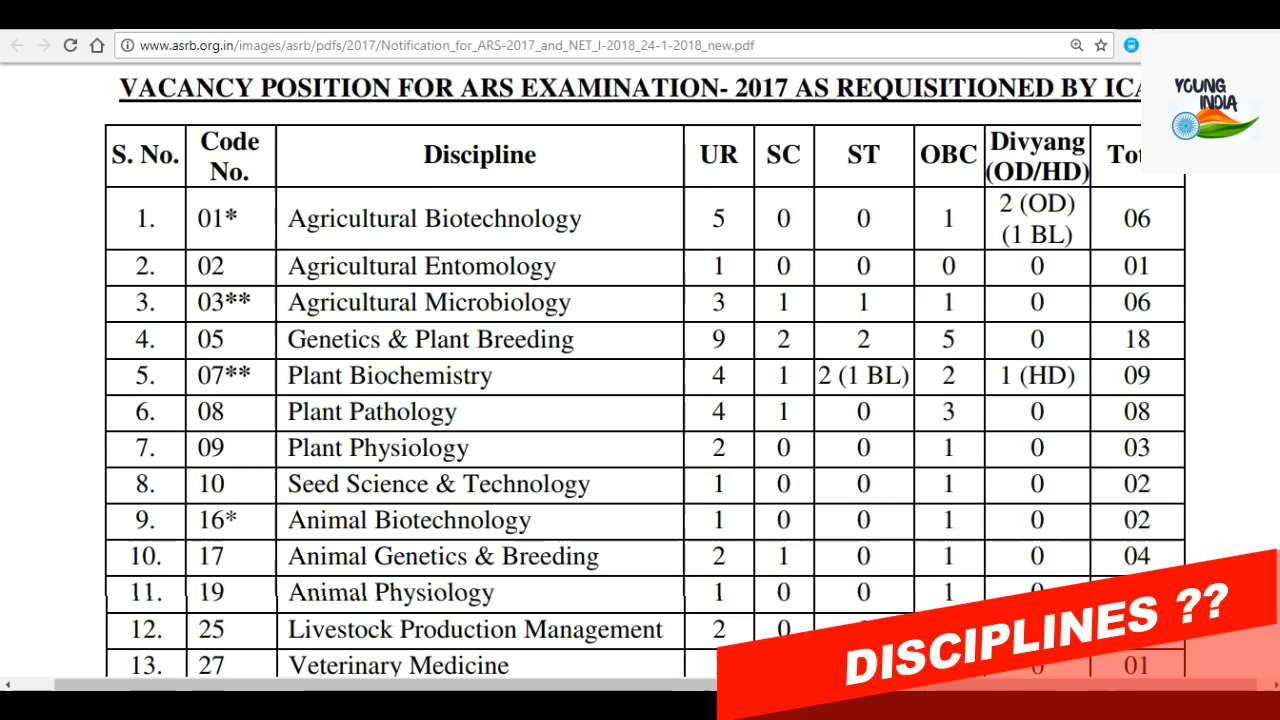 www.asrb.org.in/images/asrb/pdfs/2017/Notification_for_ARS-2017_and_NET_I-2018_24-1-2018_new.pdf
YOUNG
INDIA
VACANCY POSITION FOR ARS EXAMINATION- 2017 AS REQUISITIONED BY ICA
S. No. Code No. Discipline UR SC ST OBC Divyang (OD/HD) Tot
1. 01* Agricultural Biotechnology 5 0 0 1 2 (OD) (1 BL) 06
2. 02 Agricultural Entomology 1 0 0 0 0 01
3. 03** Agricultural Microbiology 3 1 1 1 0 06
4. 05 Genetics & Plant Breeding 9 2 2 5 0 18
5. 07** Plant Biochemistry 4 1 2 (1 BL) 2 1 (HD) 09
6. 08 Plant Pathology 4 1 0 3 0 08
7. 09 Plant Physiology 2 0 0 1 0 03
8. 10 Seed Science & Technology 1 0 0 1 0 02
9. 16* Animal Biotechnology 1 0 0 1 0 02
10. 17 Animal Genetics & Breeding 2 1 0 1 0 04
11. 19 Animal Physiology 1 0 0 1
12. 25 Livestock Production Management 2 0
13. 27 Veterinary Medicine 0 01
DISCIPLINES ??